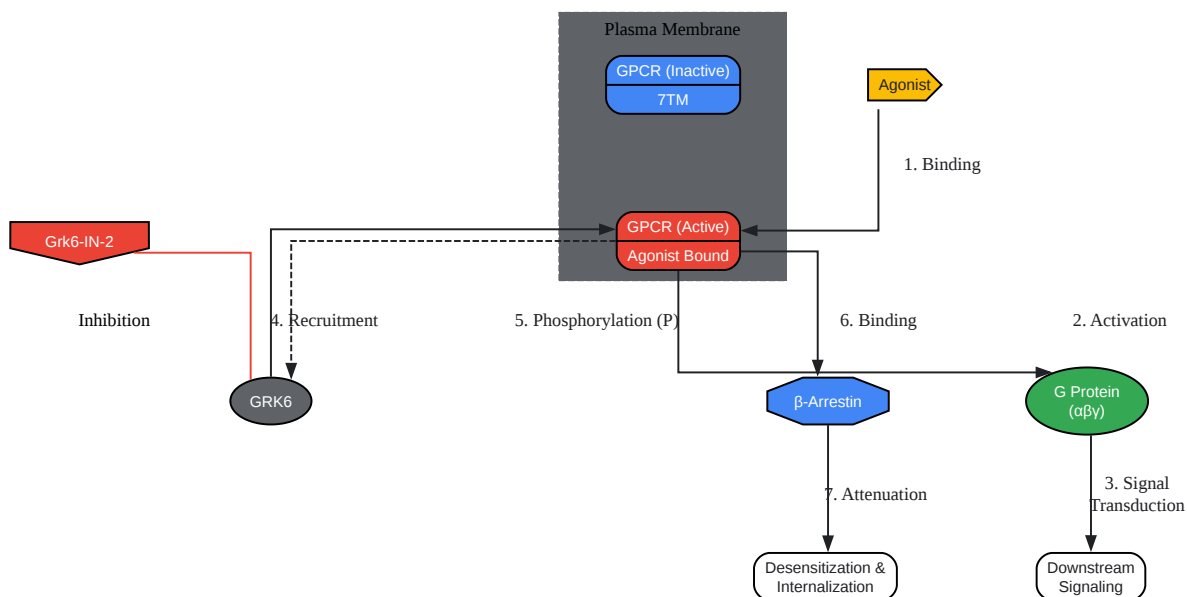 Plasma Membrane
GPCR (Inactive)
7TM
Agonist
1. Binding
GPCR (Active)
Agonist Bound
Grk6-IN-2
Inhibition
4. Recruitment
5. Phosphorylation (P)
6. Binding
2. Activation
GRK6
β-Arrestin
G Protein
(αβγ)
7. Attenuation
3. Signal
Transduction
Desensitization &
Internalization
Downstream
Signaling